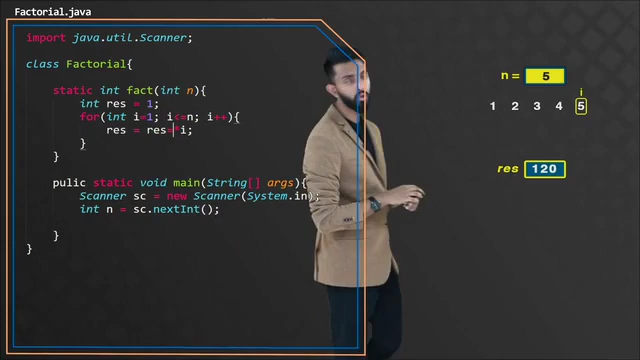 Factorial.java
import java.util.Scanner;
class Factorial{
static int fact(int n){
int res = 1;
for(int i=1; i<=n; i++){
res = res=*i;
}
}
pulic static void main(String[] args){
Scanner sc = new Scanner(System.in);
int n = sc.nextInt();
}
}
n = 5
i
1 2 3 4 5
res 120